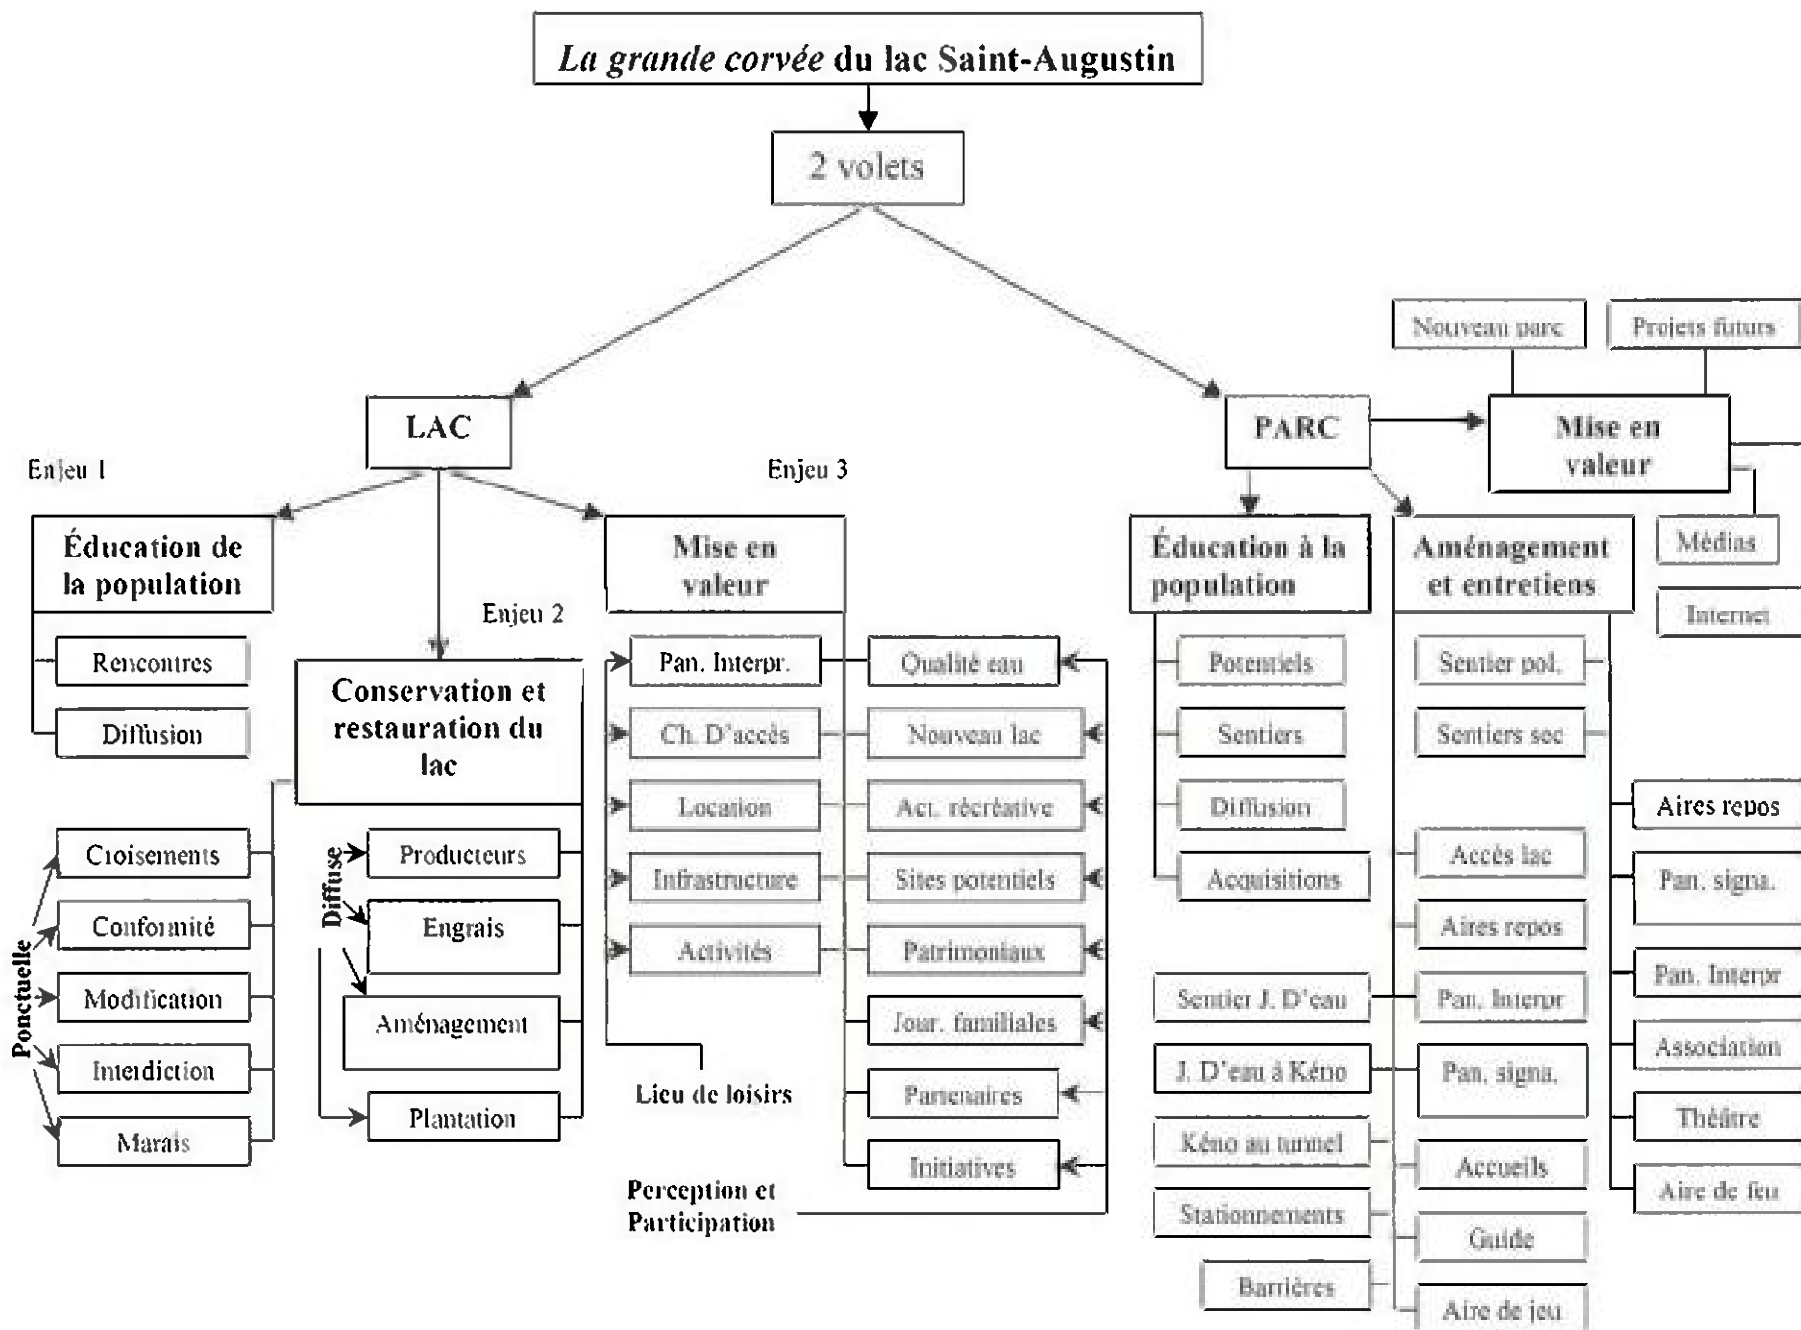 La grande corvée du lac Saint-Augustin
2 volets
Nouveau parc
Projets futurs
LAC
PARC
Mise en
valeur
Enjeu 1
Enjeu 3
Éducation de
la population
Mise en
valeur
Éducation à la
population
Aménagement
et entretiens
Médias
Internet
Enjeu 2
Rencontres
Diffusion
Conservation et
restauration du
lac
Pan. Interpr.
Ch. D'accès
Location
Infrastructure
Activités
Lieu de loisirs
Qualité eau
Nouveau lac
Act. récréative
Sites potentiels
Patrimoniaux
Jour. familiales
Partenaires
Initiatives
Perception et
Participation
Ponctuelle
Croisements
Conformité
Modification
Interdiction
Marais
Diffuse
Producteurs
Engrais
Aménagement
Plantation
Potentiels
Sentiers
Diffusion
Acquisitions
Sentier J. D'eau
J. D'eau à Kéno
Kéno au tunnel
Stationnements
Barrières
Sentier pol.
Sentiers sec
Accès lac
Aires repos
Pan. Interpr
Pan. signa.
Accueils
Guide
Aire de jeu
Aires repos
Pan. signa.
Pan. Interpr
Association
Théâtre
Aire de feu